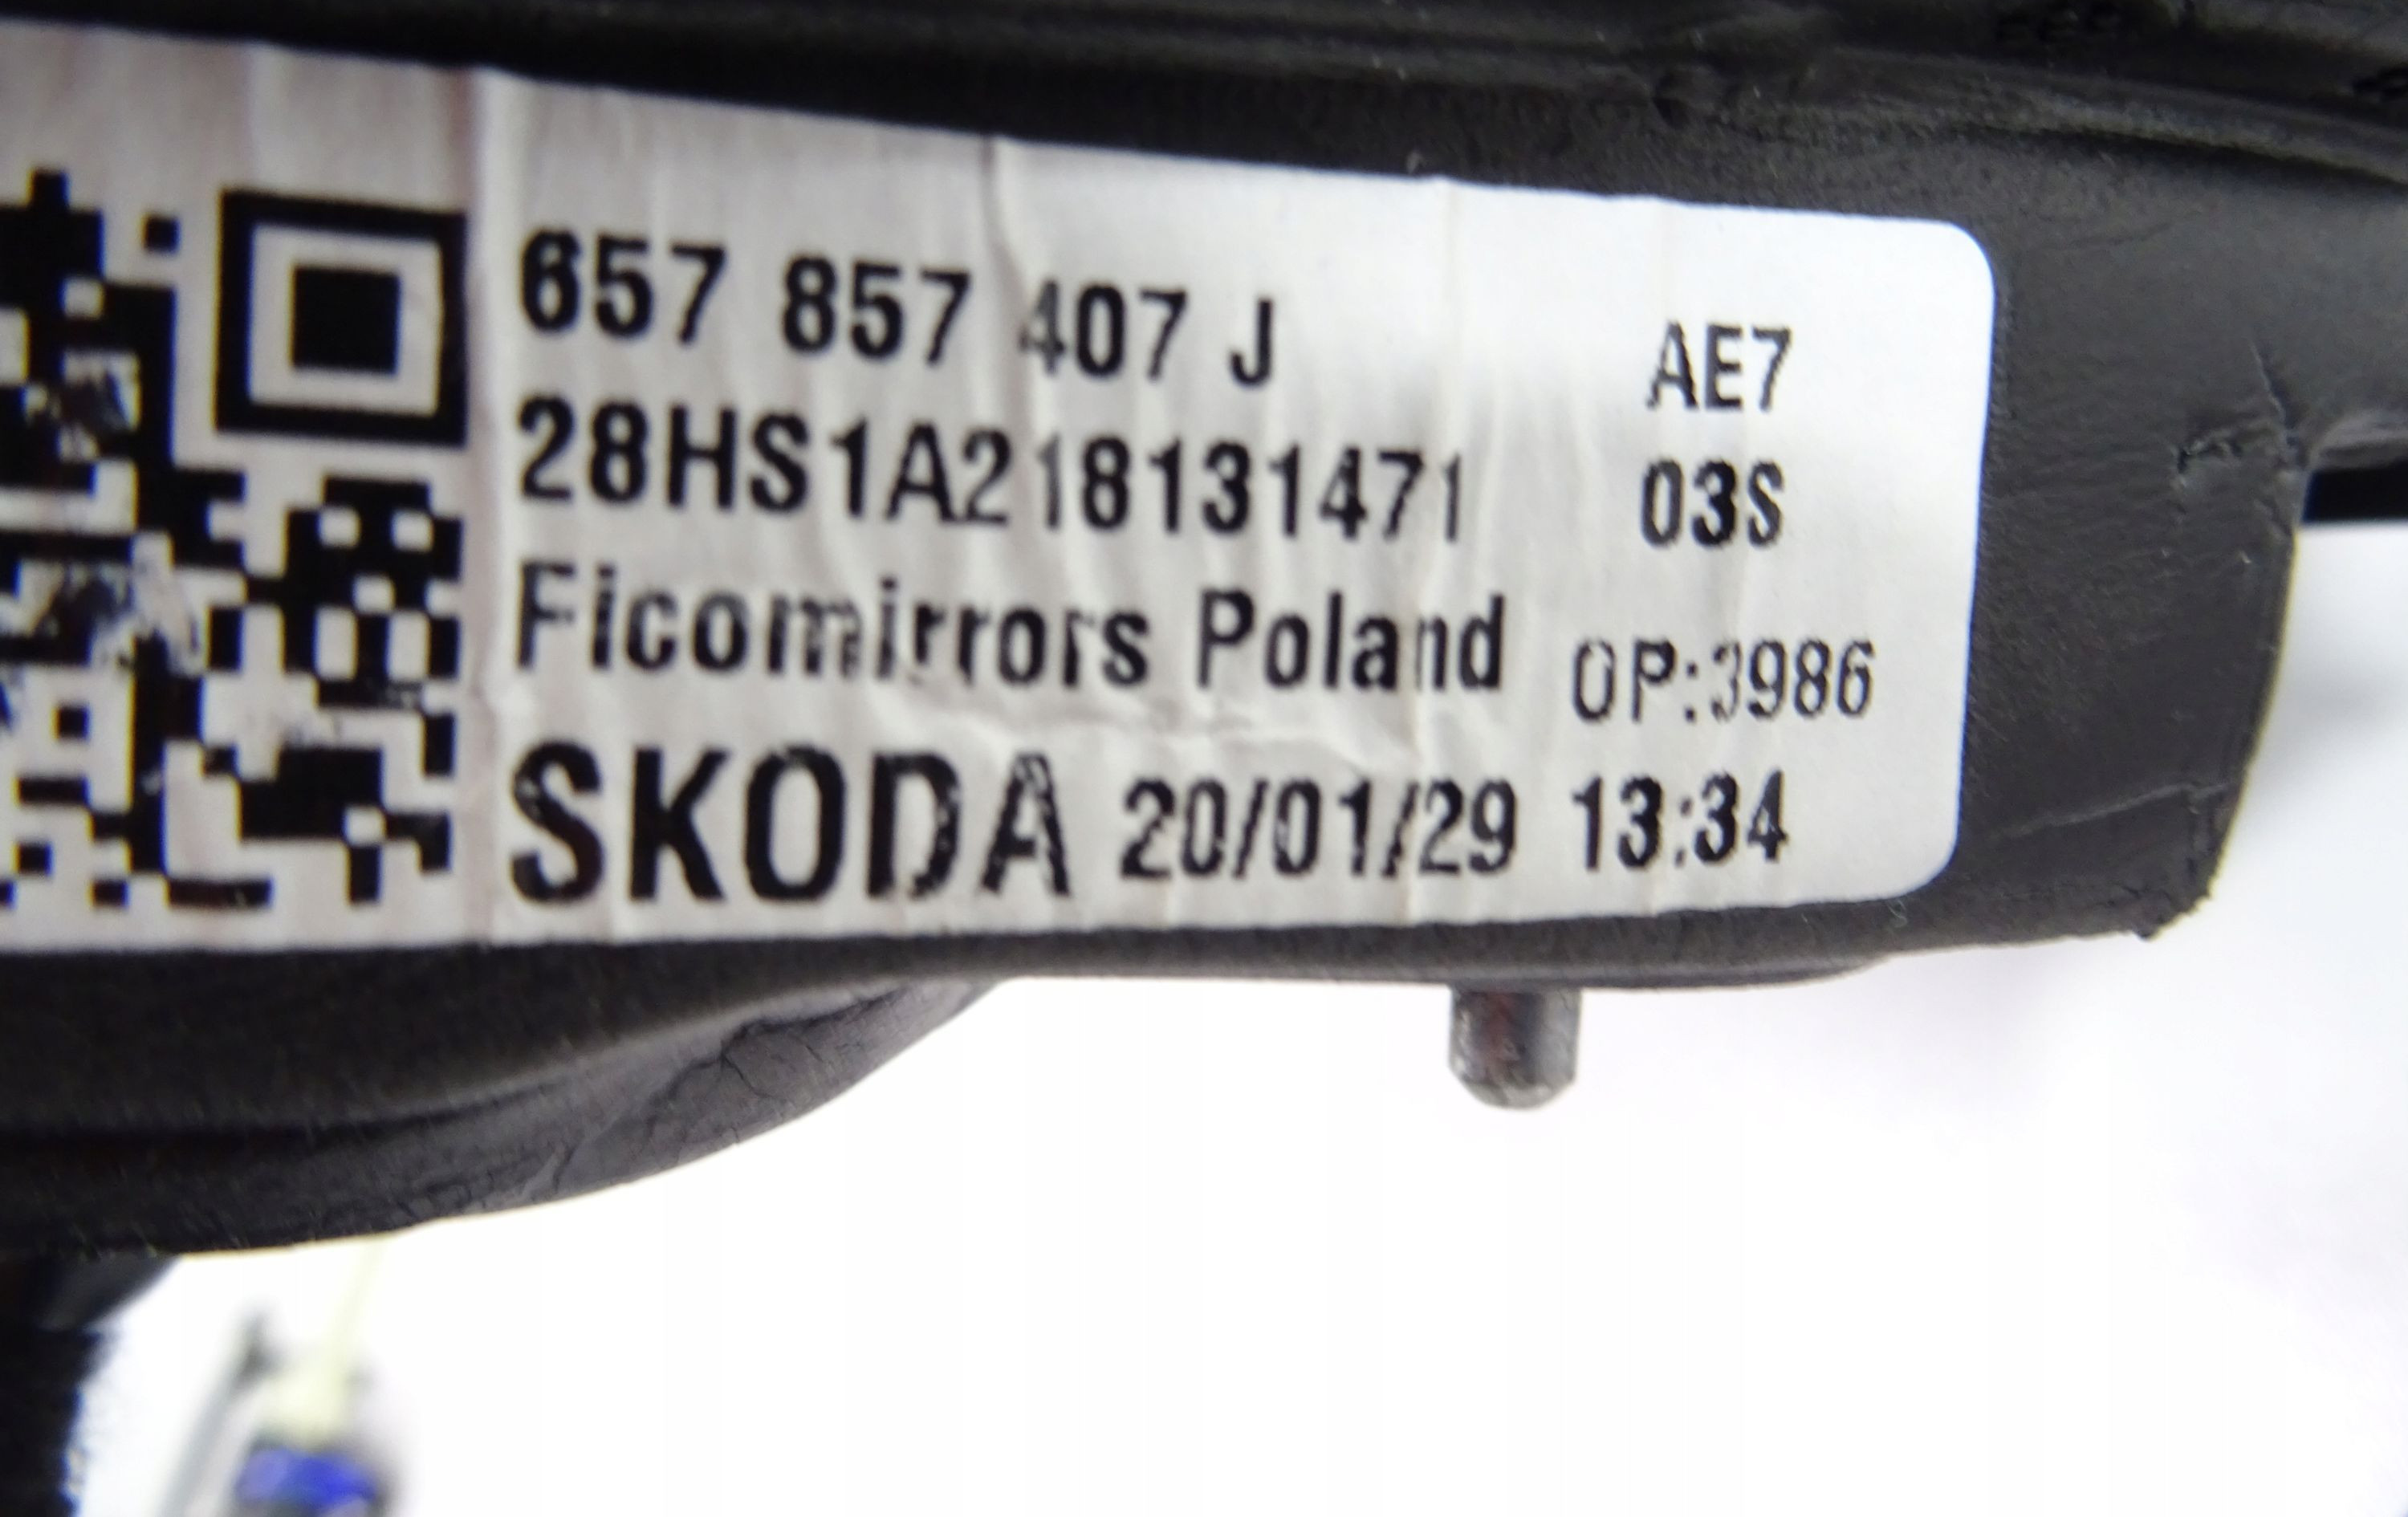 657 857 407 J AE7
28HS1A218131471 03S
Ficomirrors Poland OP:3986
SKODA 20/01/29 13:34